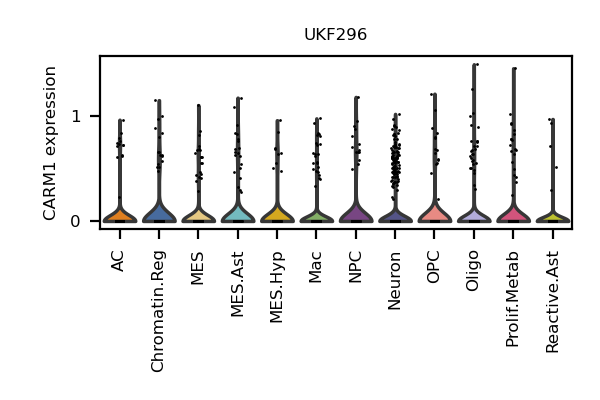 UKF296
CARM1 expression
1
0
AC
Chromatin.Reg
MES
MES.Ast
MES.Hyp
Mac
NPC
Neuron
OPC
Oligo
Prolif.Metab
Reactive.Ast